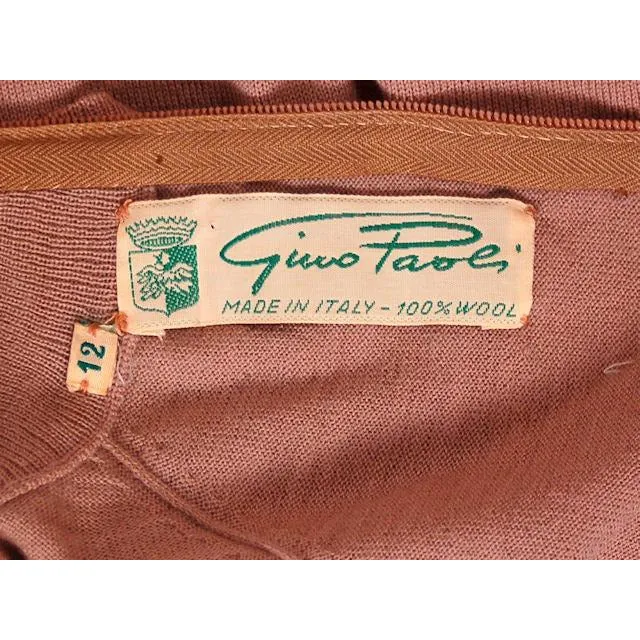 Gino Paoli
MADE IN ITALY - 100% WOOL
12